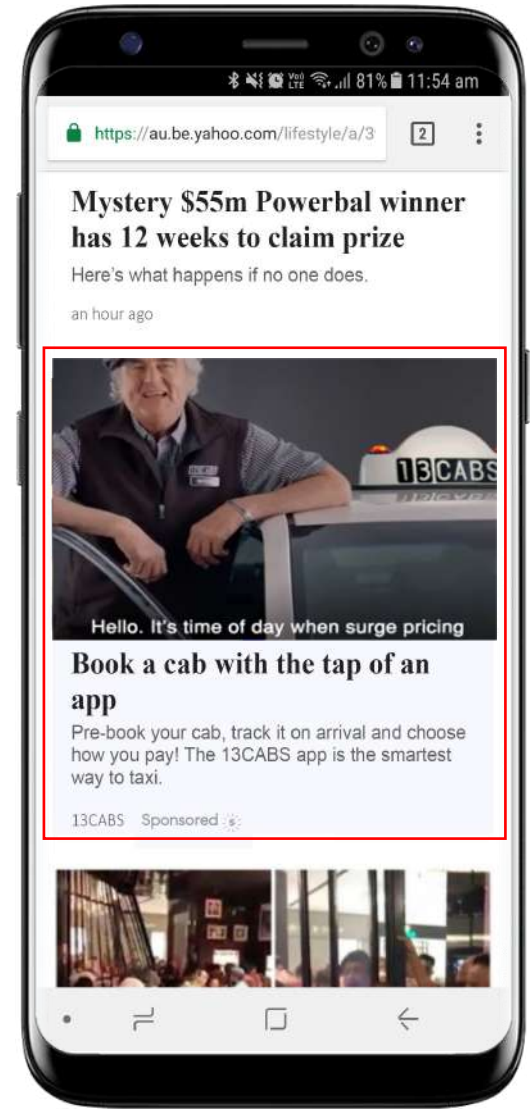 81% 11:54 am
https://au.be.yahoo.com/lifestyle/a/3
2
Mystery $55m Powerbal winner
has 12 weeks to claim prize
Here's what happens if no one does.
an hour ago
13CABS
Hello. It's time of day when surge pricing
Book a cab with the tap of an
app
Pre-book your cab, track it on arrival and choose
how you pay! The 13CABS app is the smartest
way to taxi.
13CABS Sponsored